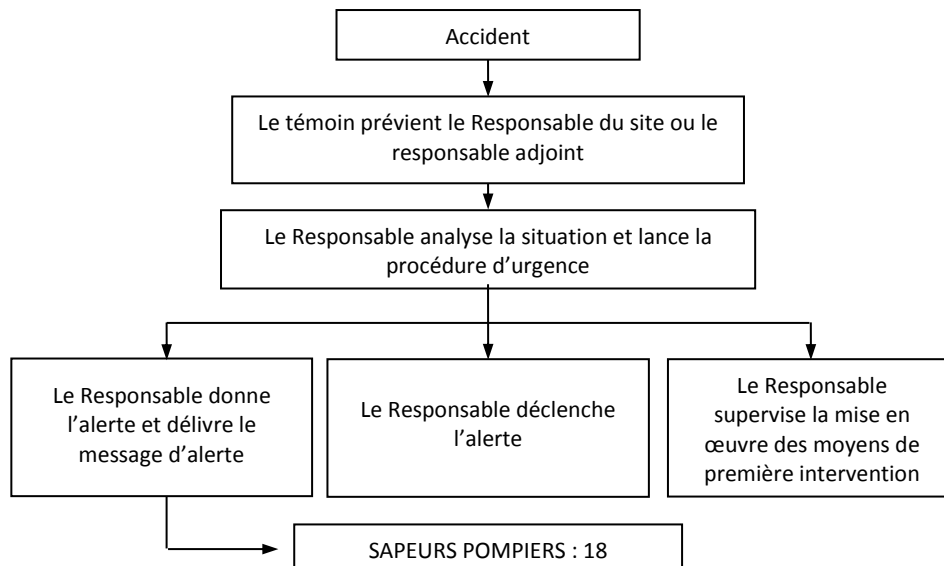 Accident
Le témoin prévient le Responsable du site ou le
responsable adjoint
Le Responsable analyse la situation et lance la
procédure d’urgence
Le Responsable donne
l’alerte et délivre le
message d’alerte
Le Responsable déclenche
l’alerte
Le Responsable
supervise la mise en
œuvre des moyens de
première intervention
SAPEURS POMPIERS : 18